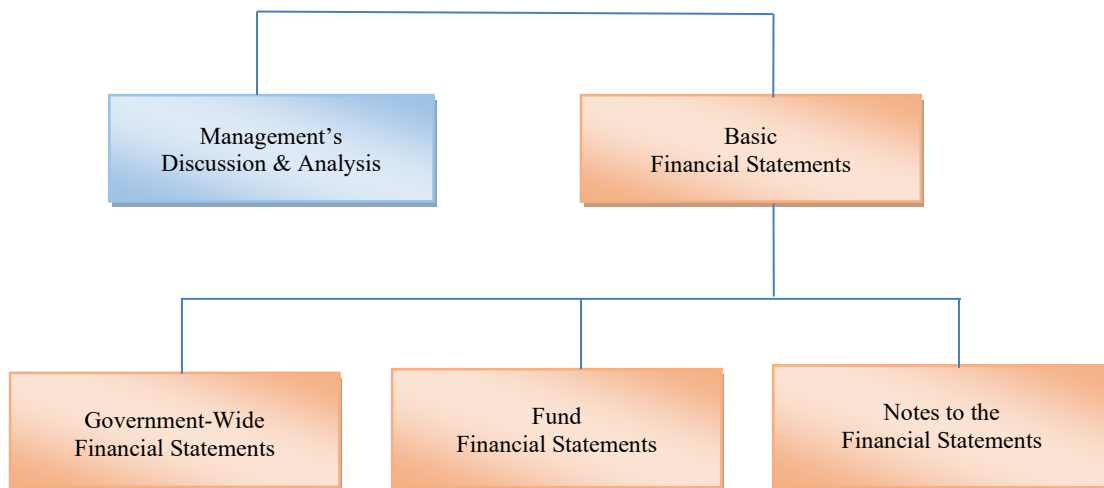 Management’s
Discussion & Analysis
Basic
Financial Statements
Government-Wide
Financial Statements
Fund
Financial Statements
Notes to the
Financial Statements